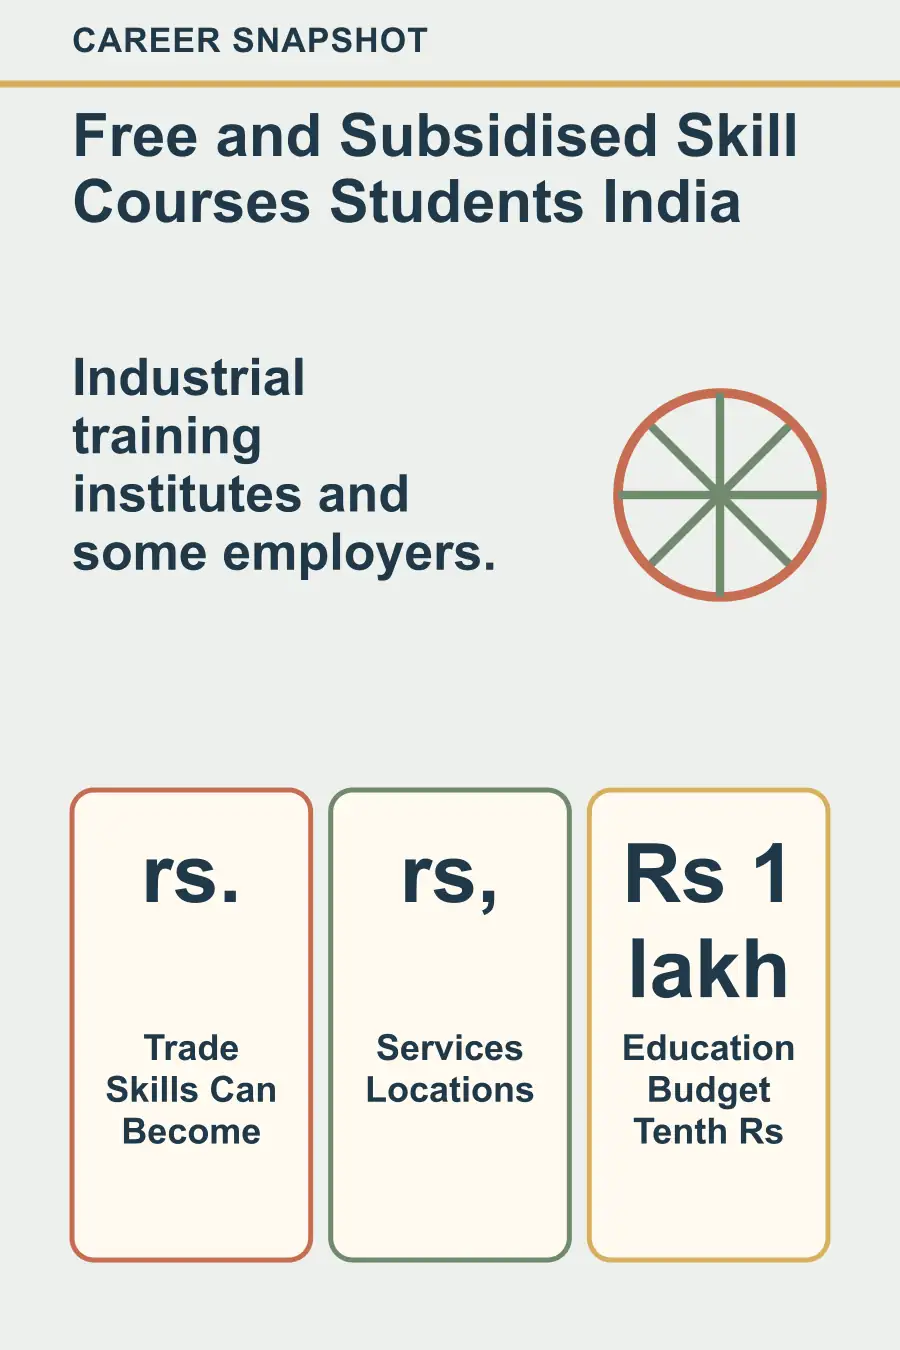 CAREER SNAPSHOT
Free and Subsidised Skill
Courses Students India
Industrial
training
institutes and
some employers.
rs.
Trade
Skills Can
Become
rs,
Services
Locations
Rs 1
lakh
Education
Budget
Tenth Rs